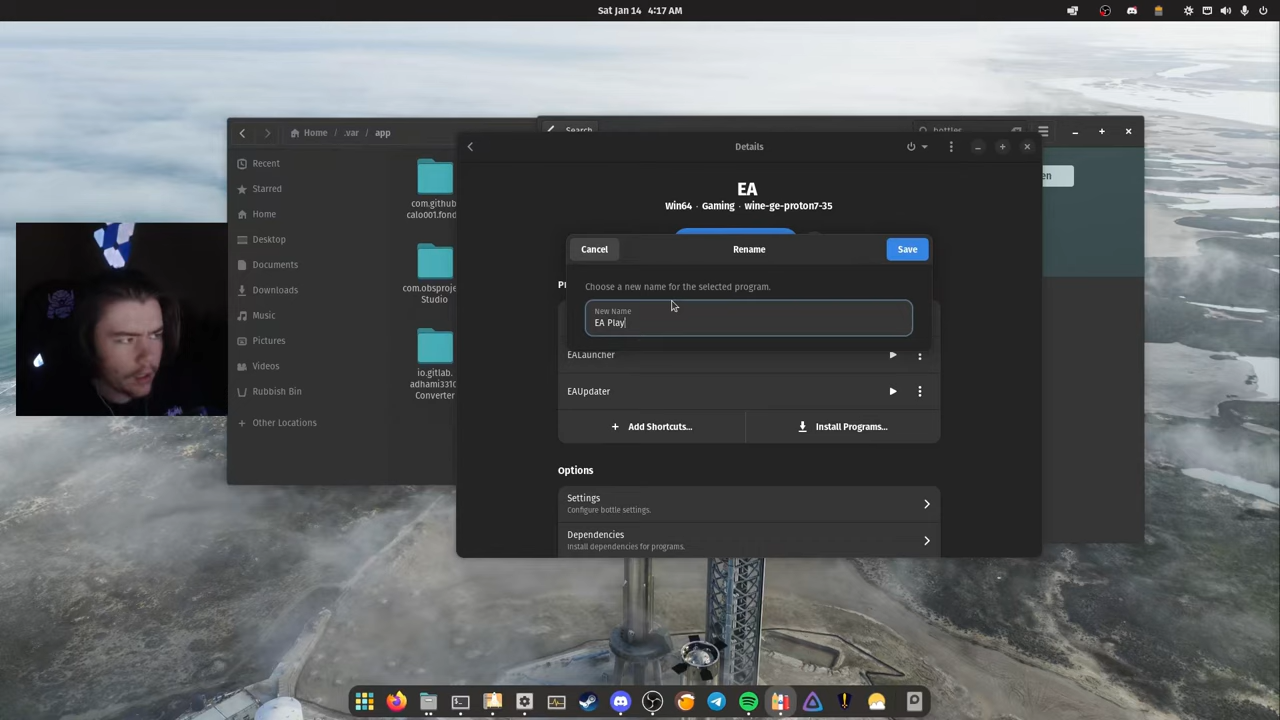 Sat Jan 14 4:17 AM
Home / .var / app
Search
bottles
Details
Recent
Starred
Home
Desktop
Documents
Downloads
Music
Pictures
Videos
Rubbish Bin
Other Locations
com.github
calo001.fond
com.obsproje
Studio
io.gitlab.
adhami3310
Converter
EA
Win64 · Gaming · wine-ge-proton7-35
Cancel
Rename
Save
Choose a new name for the selected program.
New Name
EA Play
EALauncher
EAUpdater
Add Shortcuts...
Install Programs...
Options
Settings
Configure bottle settings.
Dependencies
Install dependencies for programs.